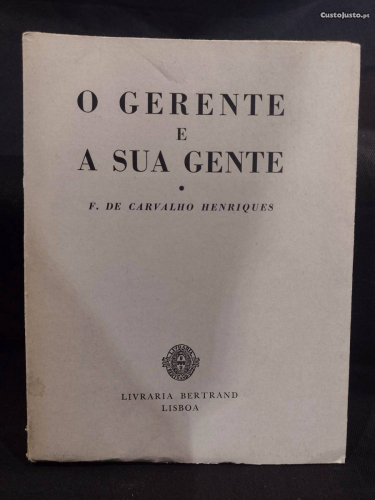 CustoJusto.pt
O GERENTE
E
A SUA GENTE
F. DE CARVALHO HENRIQUES
LIVRARIA BERTRAND
LISBOA